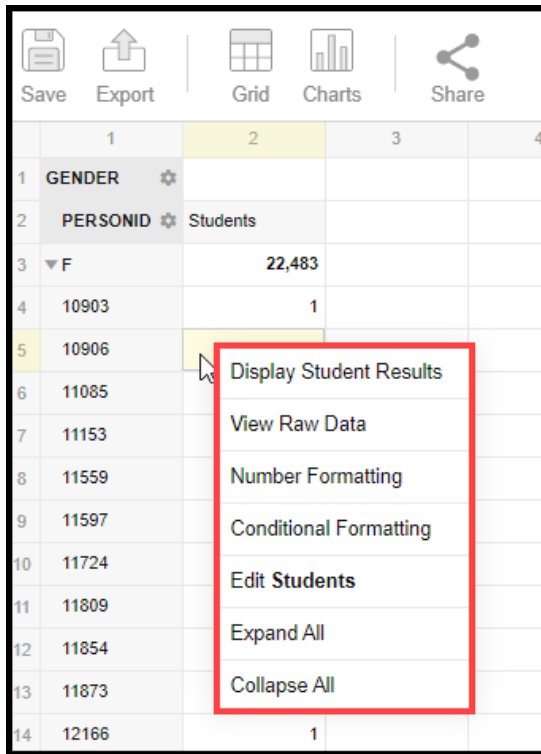 Save Export Grid Charts Share
1 2 3 4
1 GENDER
2 PERSONID Students
3 F 22,483
4 10903 1
5 10906
Display Student Results
6 11085
View Raw Data
7 11153
8 11559 Number Formatting
9 11597 Conditional Formatting
10 11724
Edit Students
11 11809
Expand All
12 11854
13 11873 Collapse All
14 12166 1